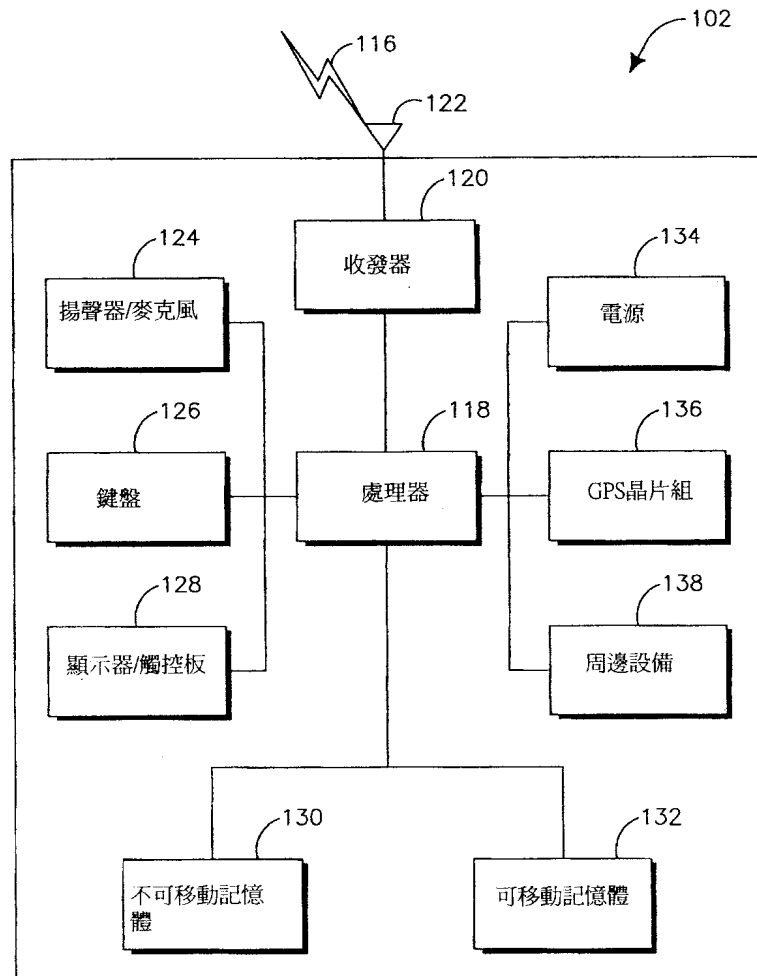 102
116
122
120
收發器
124
揚聲器/麥克風
134
電源
126
鍵盤
118
處理器
136
GPS晶片組
128
顯示器/觸控板
138
周邊設備
130
不可移動記憶
體
132
可移動記憶體